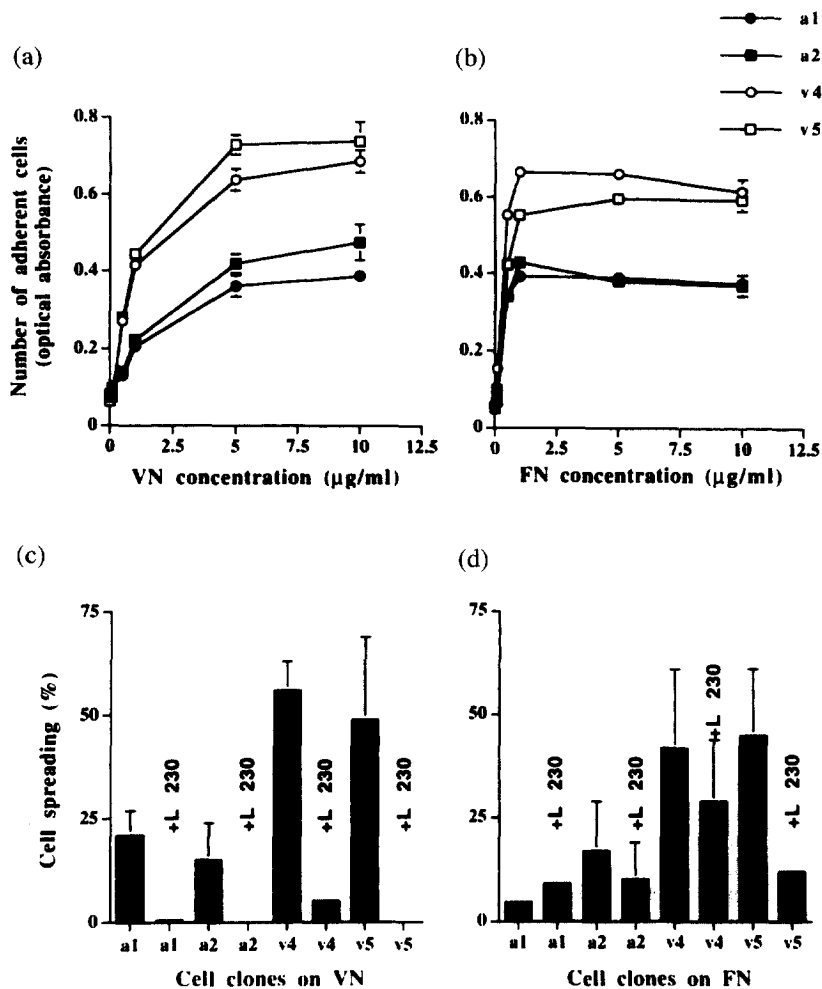 a1
a2
v4
v5
(a)
(b)
Number of adherent cells
(optical absorbance)
0.8
0.6
0.4
0.2
0
0
2.5
5
7.5
10
12.5
VN concentration (µg/ml)
0.8
0.6
0.4
0.2
0
0
2.5
5
7.5
10
12.5
FN concentration (µg/ml)
(c)
(d)
Cell spreading (%)
75
50
25
0
+L 230
+L 230
+L 230
+L 230
a1 a1 a2 a2 v4 v4 v5 v5
Cell clones on VN
75
50
25
0
+L 230
+L 230
+L 230
+L 230
a1 a1 a2 a2 v4 v4 v5 v5
Cell clones on FN